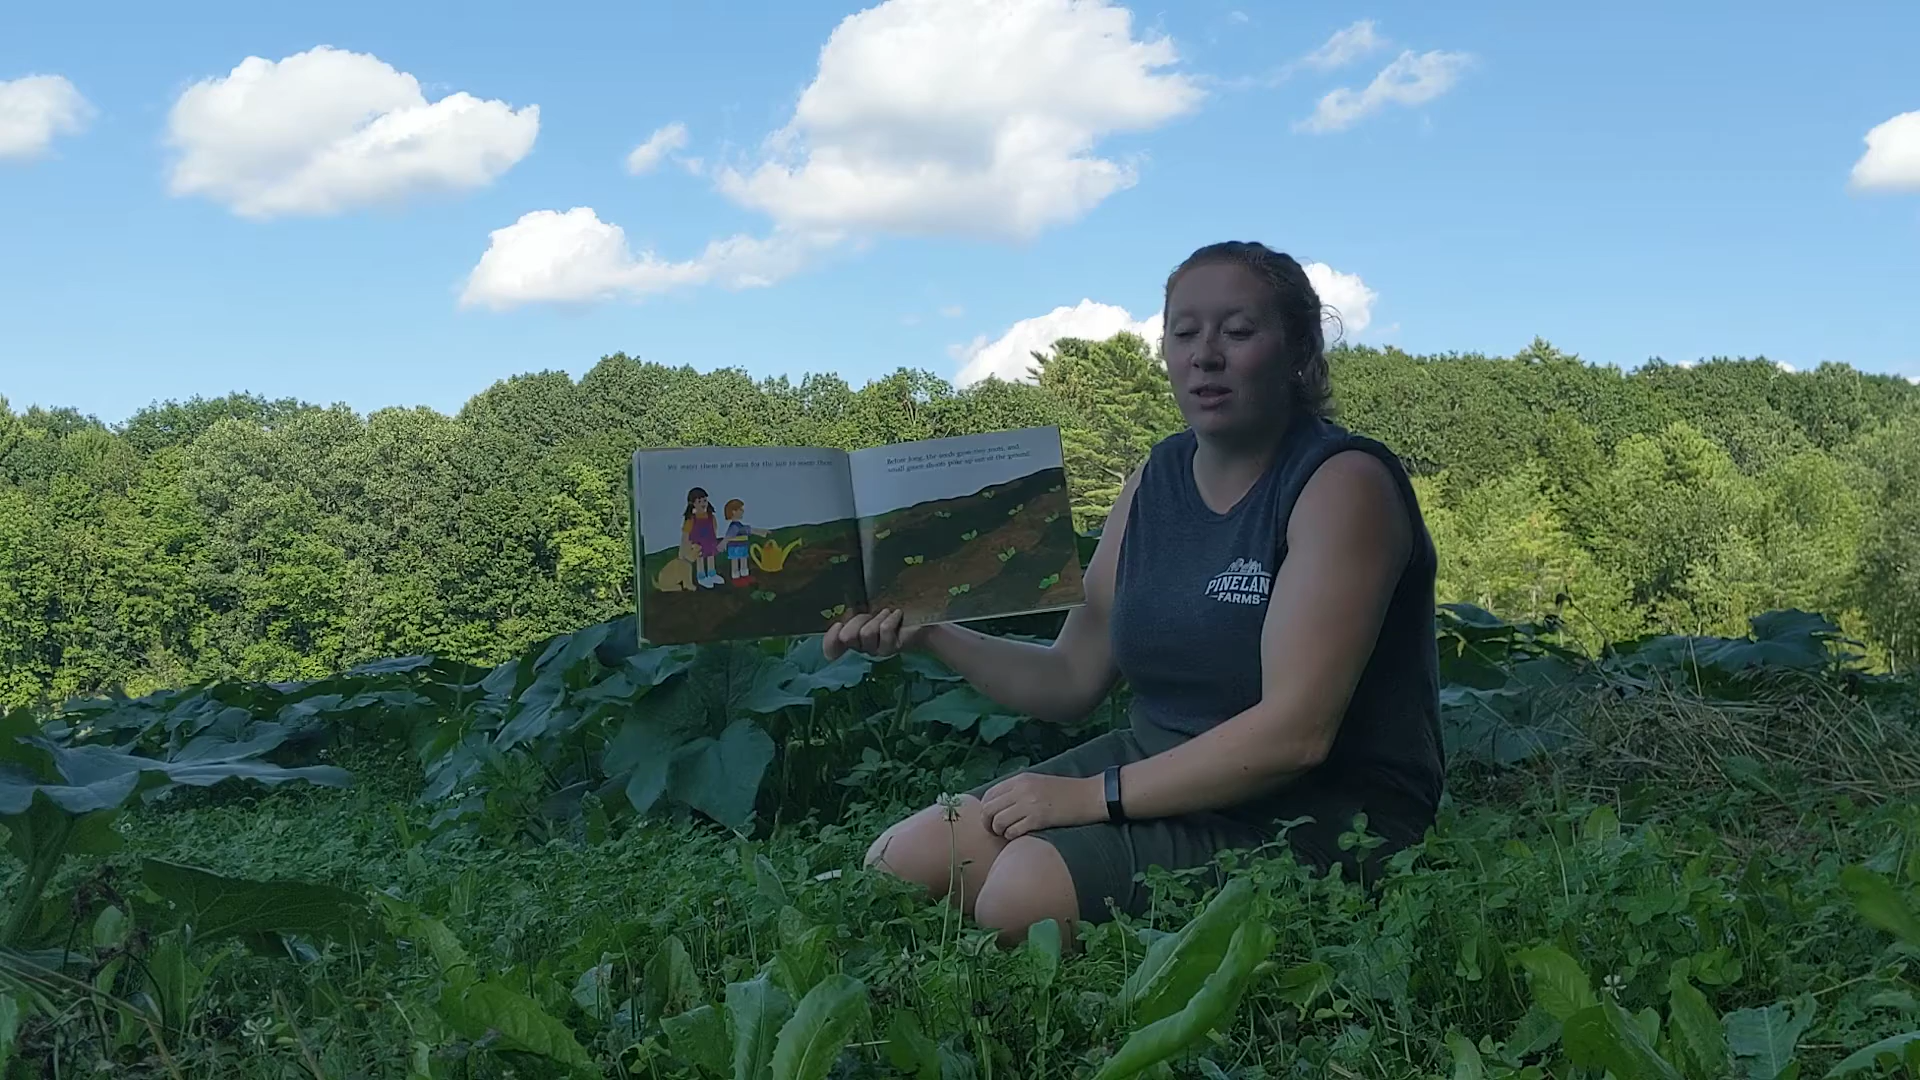 We water them and wait for the sun to warm them.
Before long, the seeds grow tiny roots, and
small green shoots poke up out of the ground.
PINELAN
FARMS